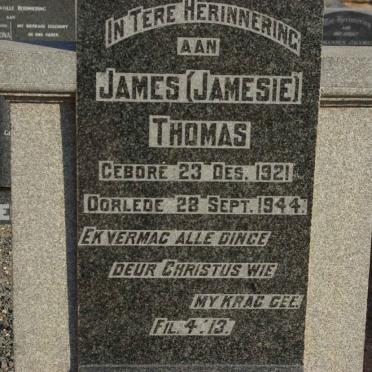 In Tere Herinnering
aan
James (Jamesie)
Thomas
Gebore 23 Des. 1921
Oorlede 28 Sept. 1944.
Ek vermag alle dinge
deur Christus wie
my krag gee.
Fil. 4:13.